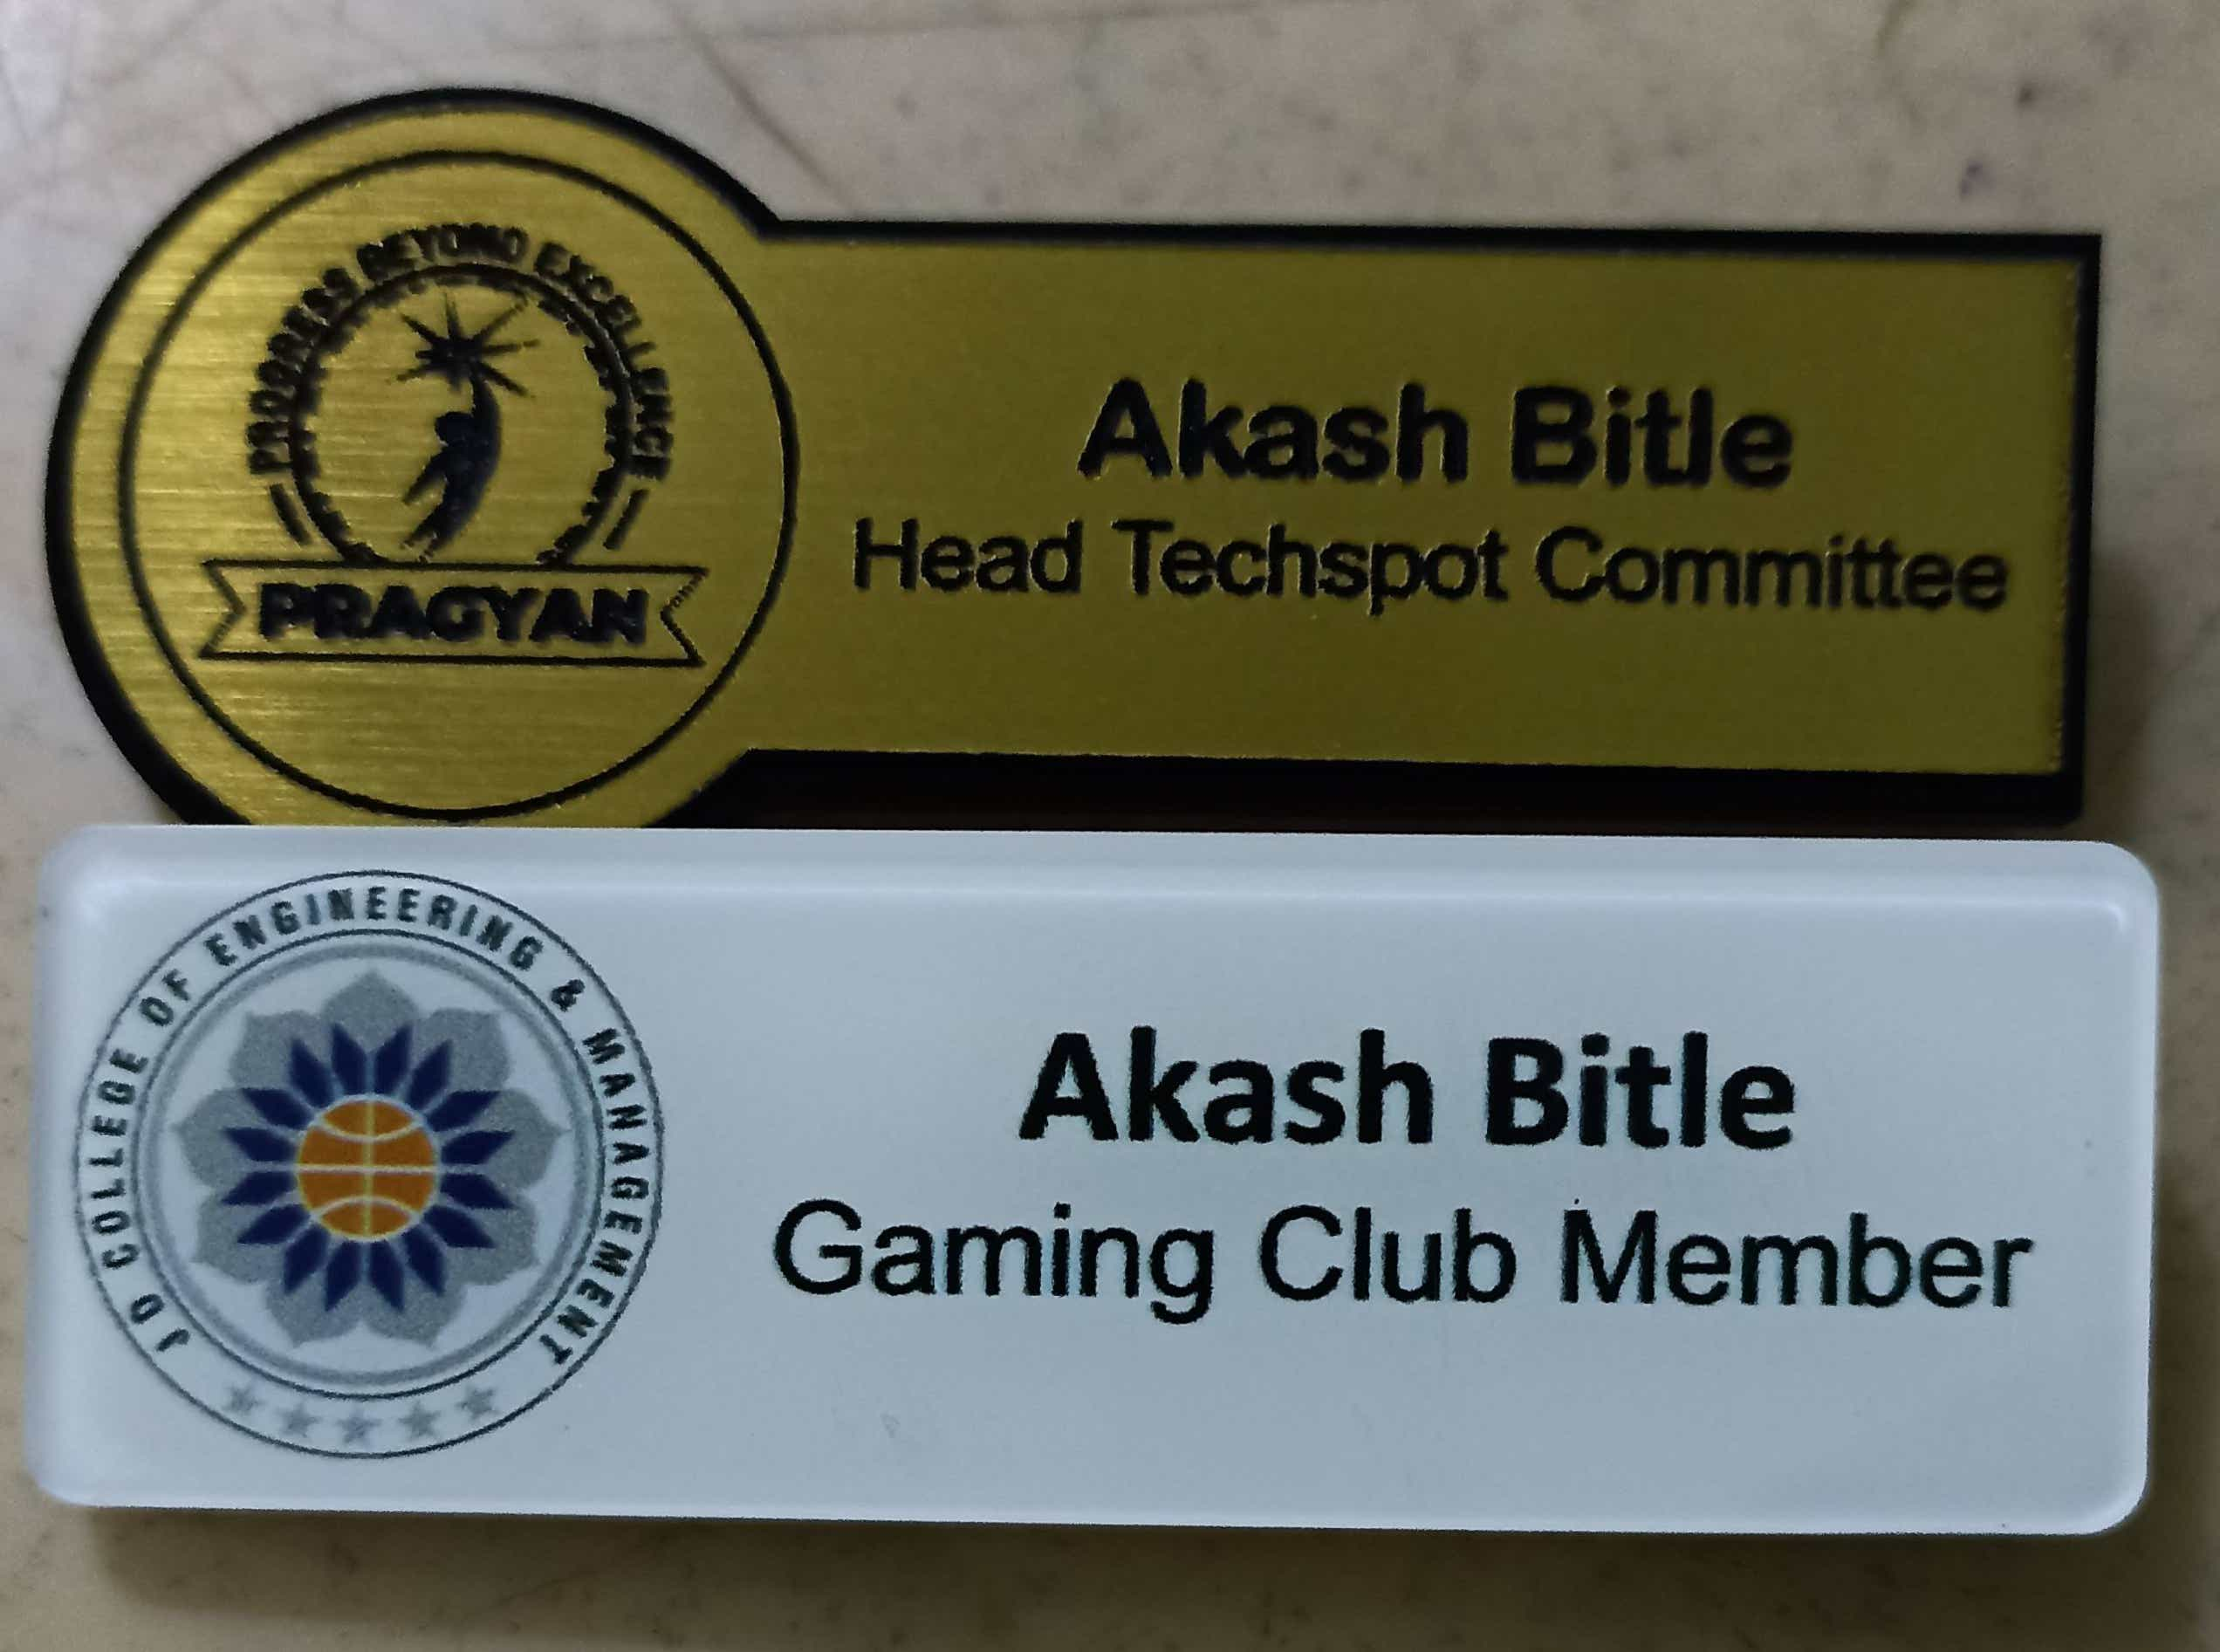 PROGRESS BEYOND EXCELLENCE
PRAGYAN
Akash Bitle
Head Techspot Committee
JD COLLEGE OF ENGINEERING & MANAGEMENT
Akash Bitle
Gaming Club Member